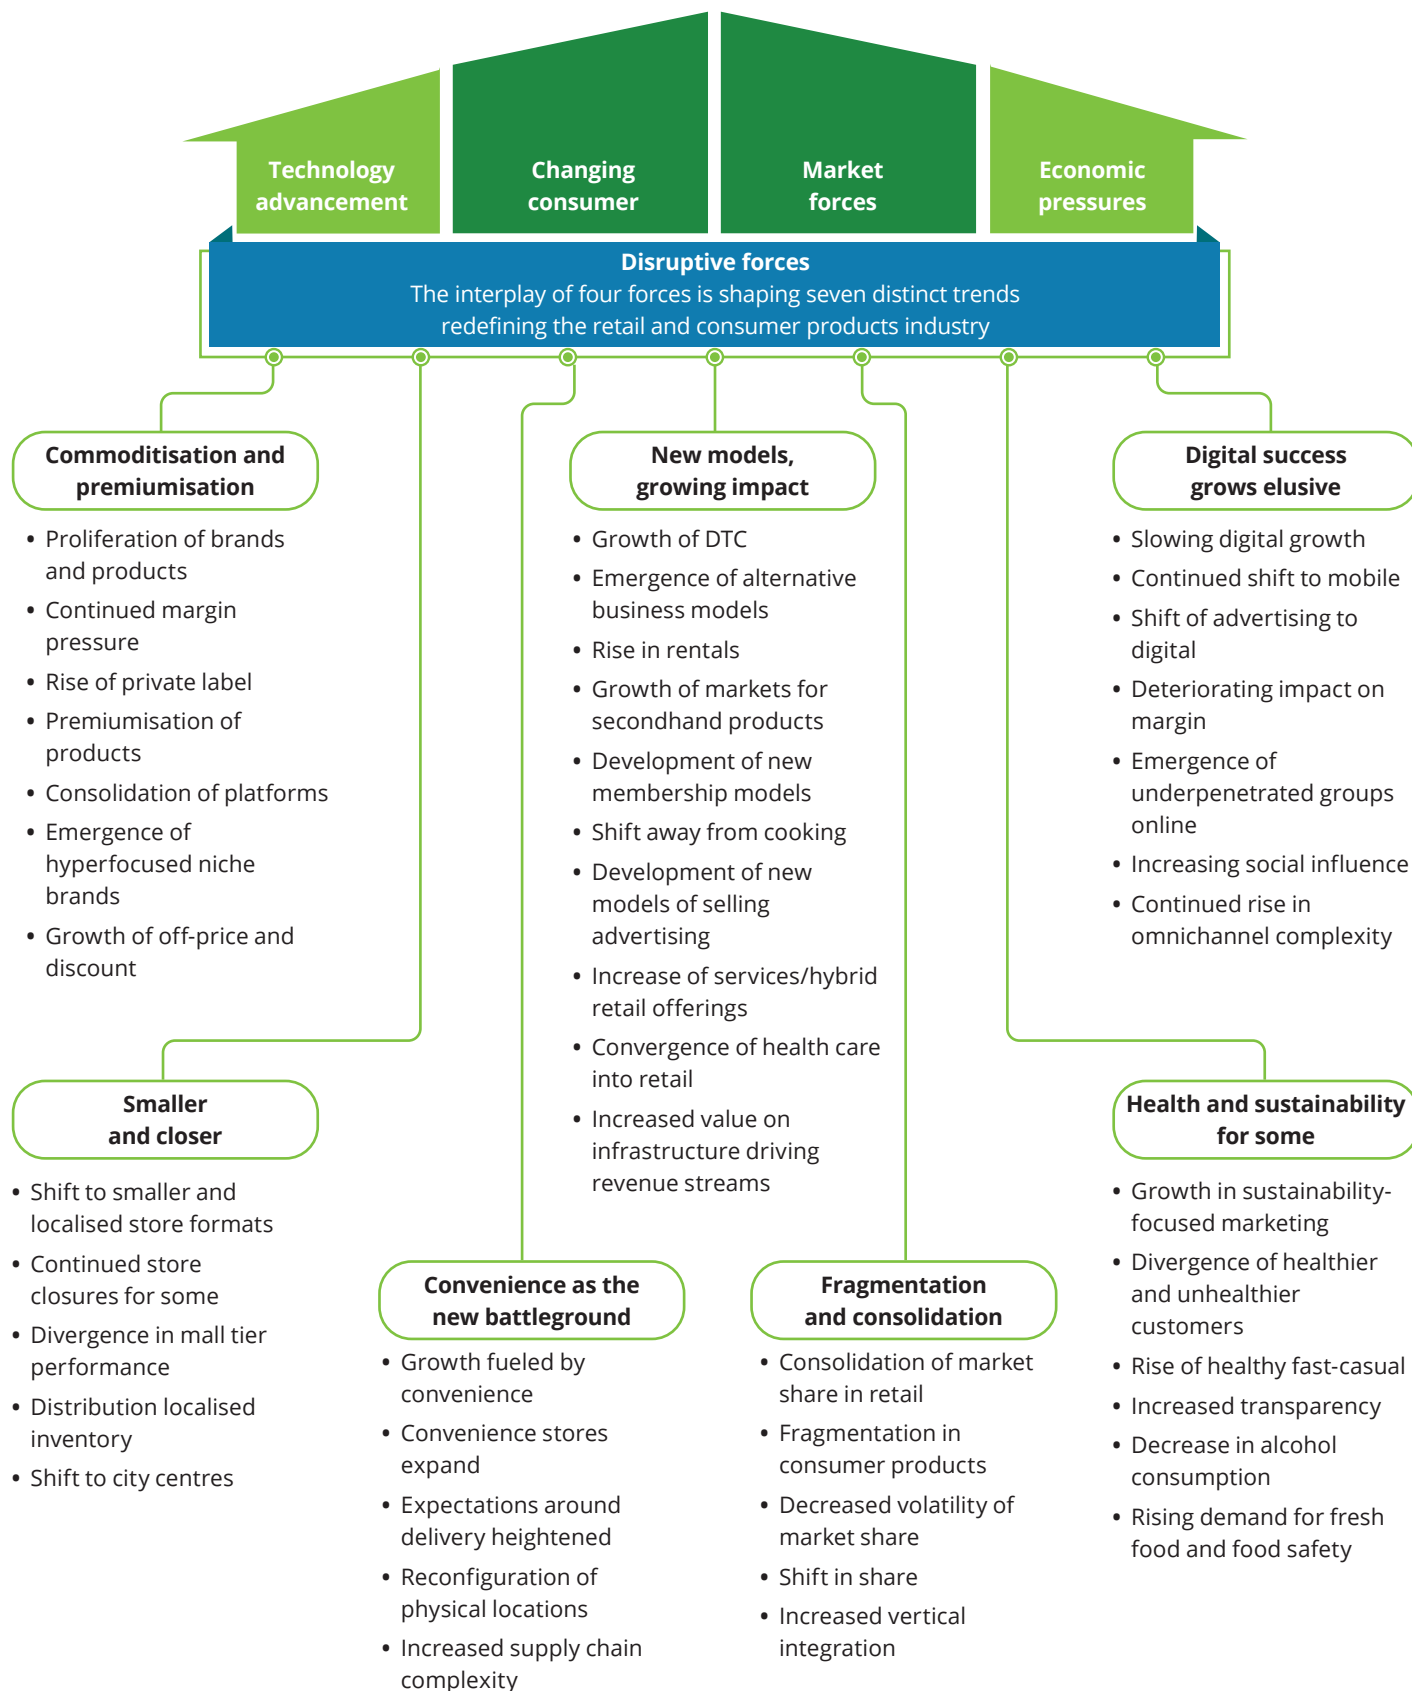 Technology
advancement
Changing
consumer
Market
forces
Economic
pressures
Disruptive forces
The interplay of four forces is shaping seven distinct trends
redefining the retail and consumer products industry
Commoditisation and
premiumisation
• Proliferation of brands
and products
• Continued margin
pressure
• Rise of private label
• Premiumisation of
products
• Consolidation of platforms
• Emergence of
hyperfocused niche
brands
• Growth of off-price and
discount
New models,
growing impact
• Growth of DTC
• Emergence of alternative
business models
• Rise in rentals
• Growth of markets for
secondhand products
• Development of new
membership models
• Shift away from cooking
• Development of new
models of selling
advertising
• Increase of services/hybrid
retail offerings
• Convergence of health care
into retail
• Increased value on
infrastructure driving
revenue streams
Digital success
grows elusive
• Slowing digital growth
• Continued shift to mobile
• Shift of advertising to
digital
• Deteriorating impact on
margin
• Emergence of
underpenetrated groups
online
• Increasing social influence
• Continued rise in
omnichannel complexity
Smaller
and closer
• Shift to smaller and
localised store formats
• Continued store
closures for some
• Divergence in mall tier
performance
• Distribution localised
inventory
• Shift to city centres
Convenience as the
new battleground
• Growth fueled by
convenience
• Convenience stores
expand
• Expectations around
delivery heightened
• Reconfiguration of
physical locations
• Increased supply chain
complexity
Fragmentation
and consolidation
• Consolidation of market
share in retail
• Fragmentation in
consumer products
• Decreased volatility of
market share
• Shift in share
• Increased vertical
integration
Health and sustainability
for some
• Growth in sustainability-
focused marketing
• Divergence of healthier
and unhealthier
customers
• Rise of healthy fast-casual
• Increased transparency
• Decrease in alcohol
consumption
• Rising demand for fresh
food and food safety